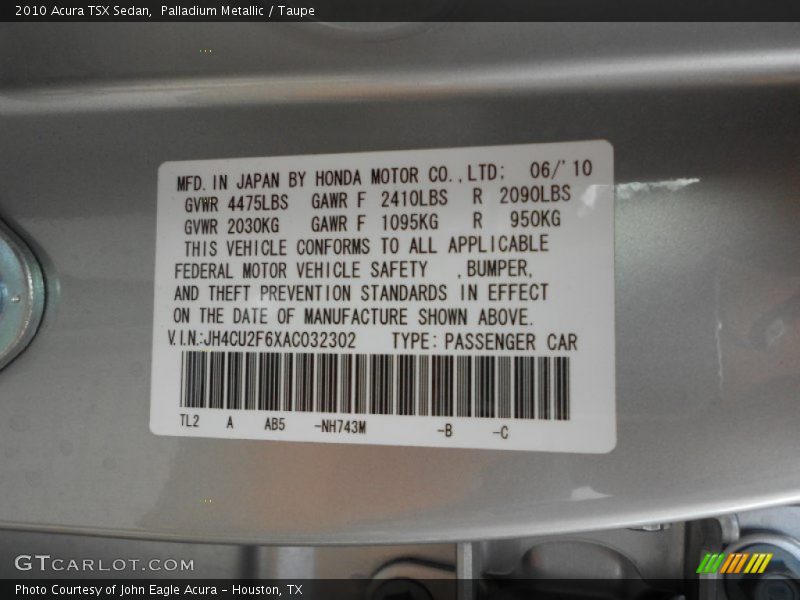 2010 Acura TSX Sedan,  Palladium Metallic / Taupe
MFD. IN JAPAN BY HONDA MOTOR CO.,LTD: 06/'10
GVWR 4475LBS GAWR F 2410LBS R 2090LBS
GVWR 2030KG GAWR F 1095KG R 950KG
THIS VEHICLE CONFORMS TO ALL APPLICABLE
FEDERAL MOTOR VEHICLE SAFETY ,BUMPER,
AND THEFT PREVENTION STANDARDS IN EFFECT
ON THE DATE OF MANUFACTURE SHOWN ABOVE.
V.I.N.:JH4CU2F6XAC032302 TYPE:PASSENGER CAR
TL2 A AB5 -NH743M -B -C
GTCARLOT.COM
Photo Courtesy of John Eagle Acura - Houston, TX